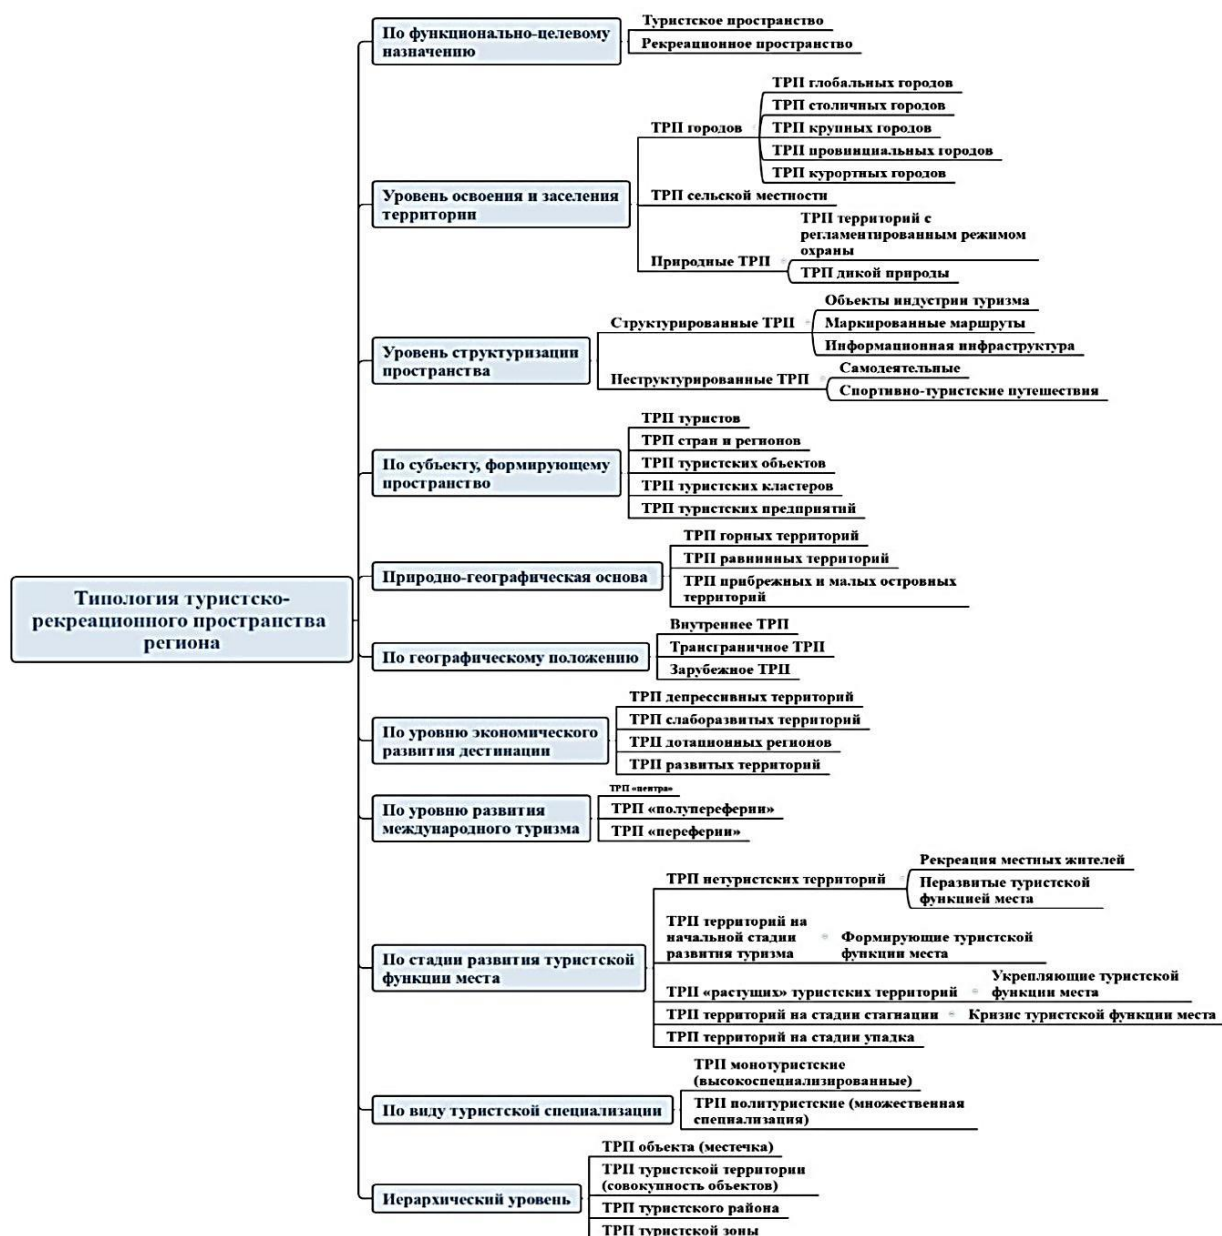 По функционально-целевому
назначению
Туристское пространство
Рекреационное пространство
Уровень освоения и заселения
территории
ТРП городов
ТРП глобальных городов
ТРП столичных городов
ТРП крупных городов
ТРП провинциальных городов
ТРП курортных городов
ТРП сельской местности
Природные ТРП
ТРП территорий с
регламентированным режимом
охраны
ТРП дикой природы
Уровень структуризации
пространства
Структурированные ТРП
Объекты индустрии туризма
Маркированные маршруты
Информационная инфраструктура
Неструктурированные ТРП
Самодеятельные
Спортивно-туристские путешествия
По субъекту, формирующему
пространство
ТРП туристов
ТРП стран и регионов
ТРП туристских объектов
ТРП туристских кластеров
ТРП туристских предприятий
Природно-географическая основа
ТРП горных территорий
ТРП равнинных территорий
ТРП прибрежных и малых островных
территорий
Типология туристско-
рекреационного пространства
региона
По географическому положению
Внутреннее ТРП
Трансграничное ТРП
Зарубежное ТРП
По уровню экономического
развития дестинации
ТРП депрессивных территорий
ТРП слаборазвитых территорий
ТРП дотационных регионов
ТРП развитых территорий
По уровню развития
международного туризма
ТРП «центра»
ТРП «полупереферии»
ТРП «переферии»
По стадии развития туристской
функции места
ТРП нетуристских территорий
Рекреация местных жителей
Неразвитые туристской
функцией места
ТРП территорий на
начальной стадии
развития туризма
Формирующие туристской
функции места
ТРП «растущих» туристских территорий
Укрепляющие туристской
функции места
ТРП территорий на стадии стагнации
Кризис туристской функции места
ТРП территорий на стадии упадка
По виду туристской специализации
ТРП монотуристские
(высокоспециализированные)
ТРП политуристские (множественная
специализация)
Иерархический уровень
ТРП объекта (местечка)
ТРП туристской территории
(совокупность объектов)
ТРП туристского района
ТРП туристской зоны